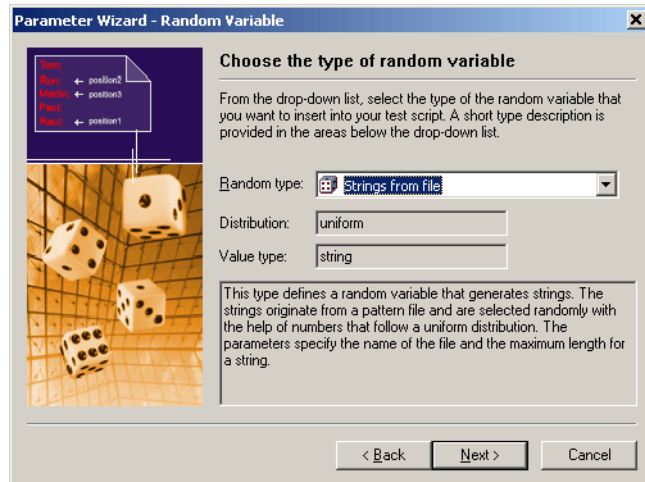 Parameter Wizard - Random Variable
Tom;
Ron; ← position2
Martin; ← position3
Paul;
Raul; ← position1
Choose the type of random variable
From the drop-down list, select the type of the random variable that
you want to insert into your test script. A short type description is
provided in the areas below the drop-down list.
Random type: Strings from file
Distribution: uniform
Value type: string
This type defines a random variable that generates strings. The
strings originate from a pattern file and are selected randomly with
the help of numbers that follow a uniform distribution. The
parameters specify the name of the file and the maximum length for
a string.
< Back Next > Cancel